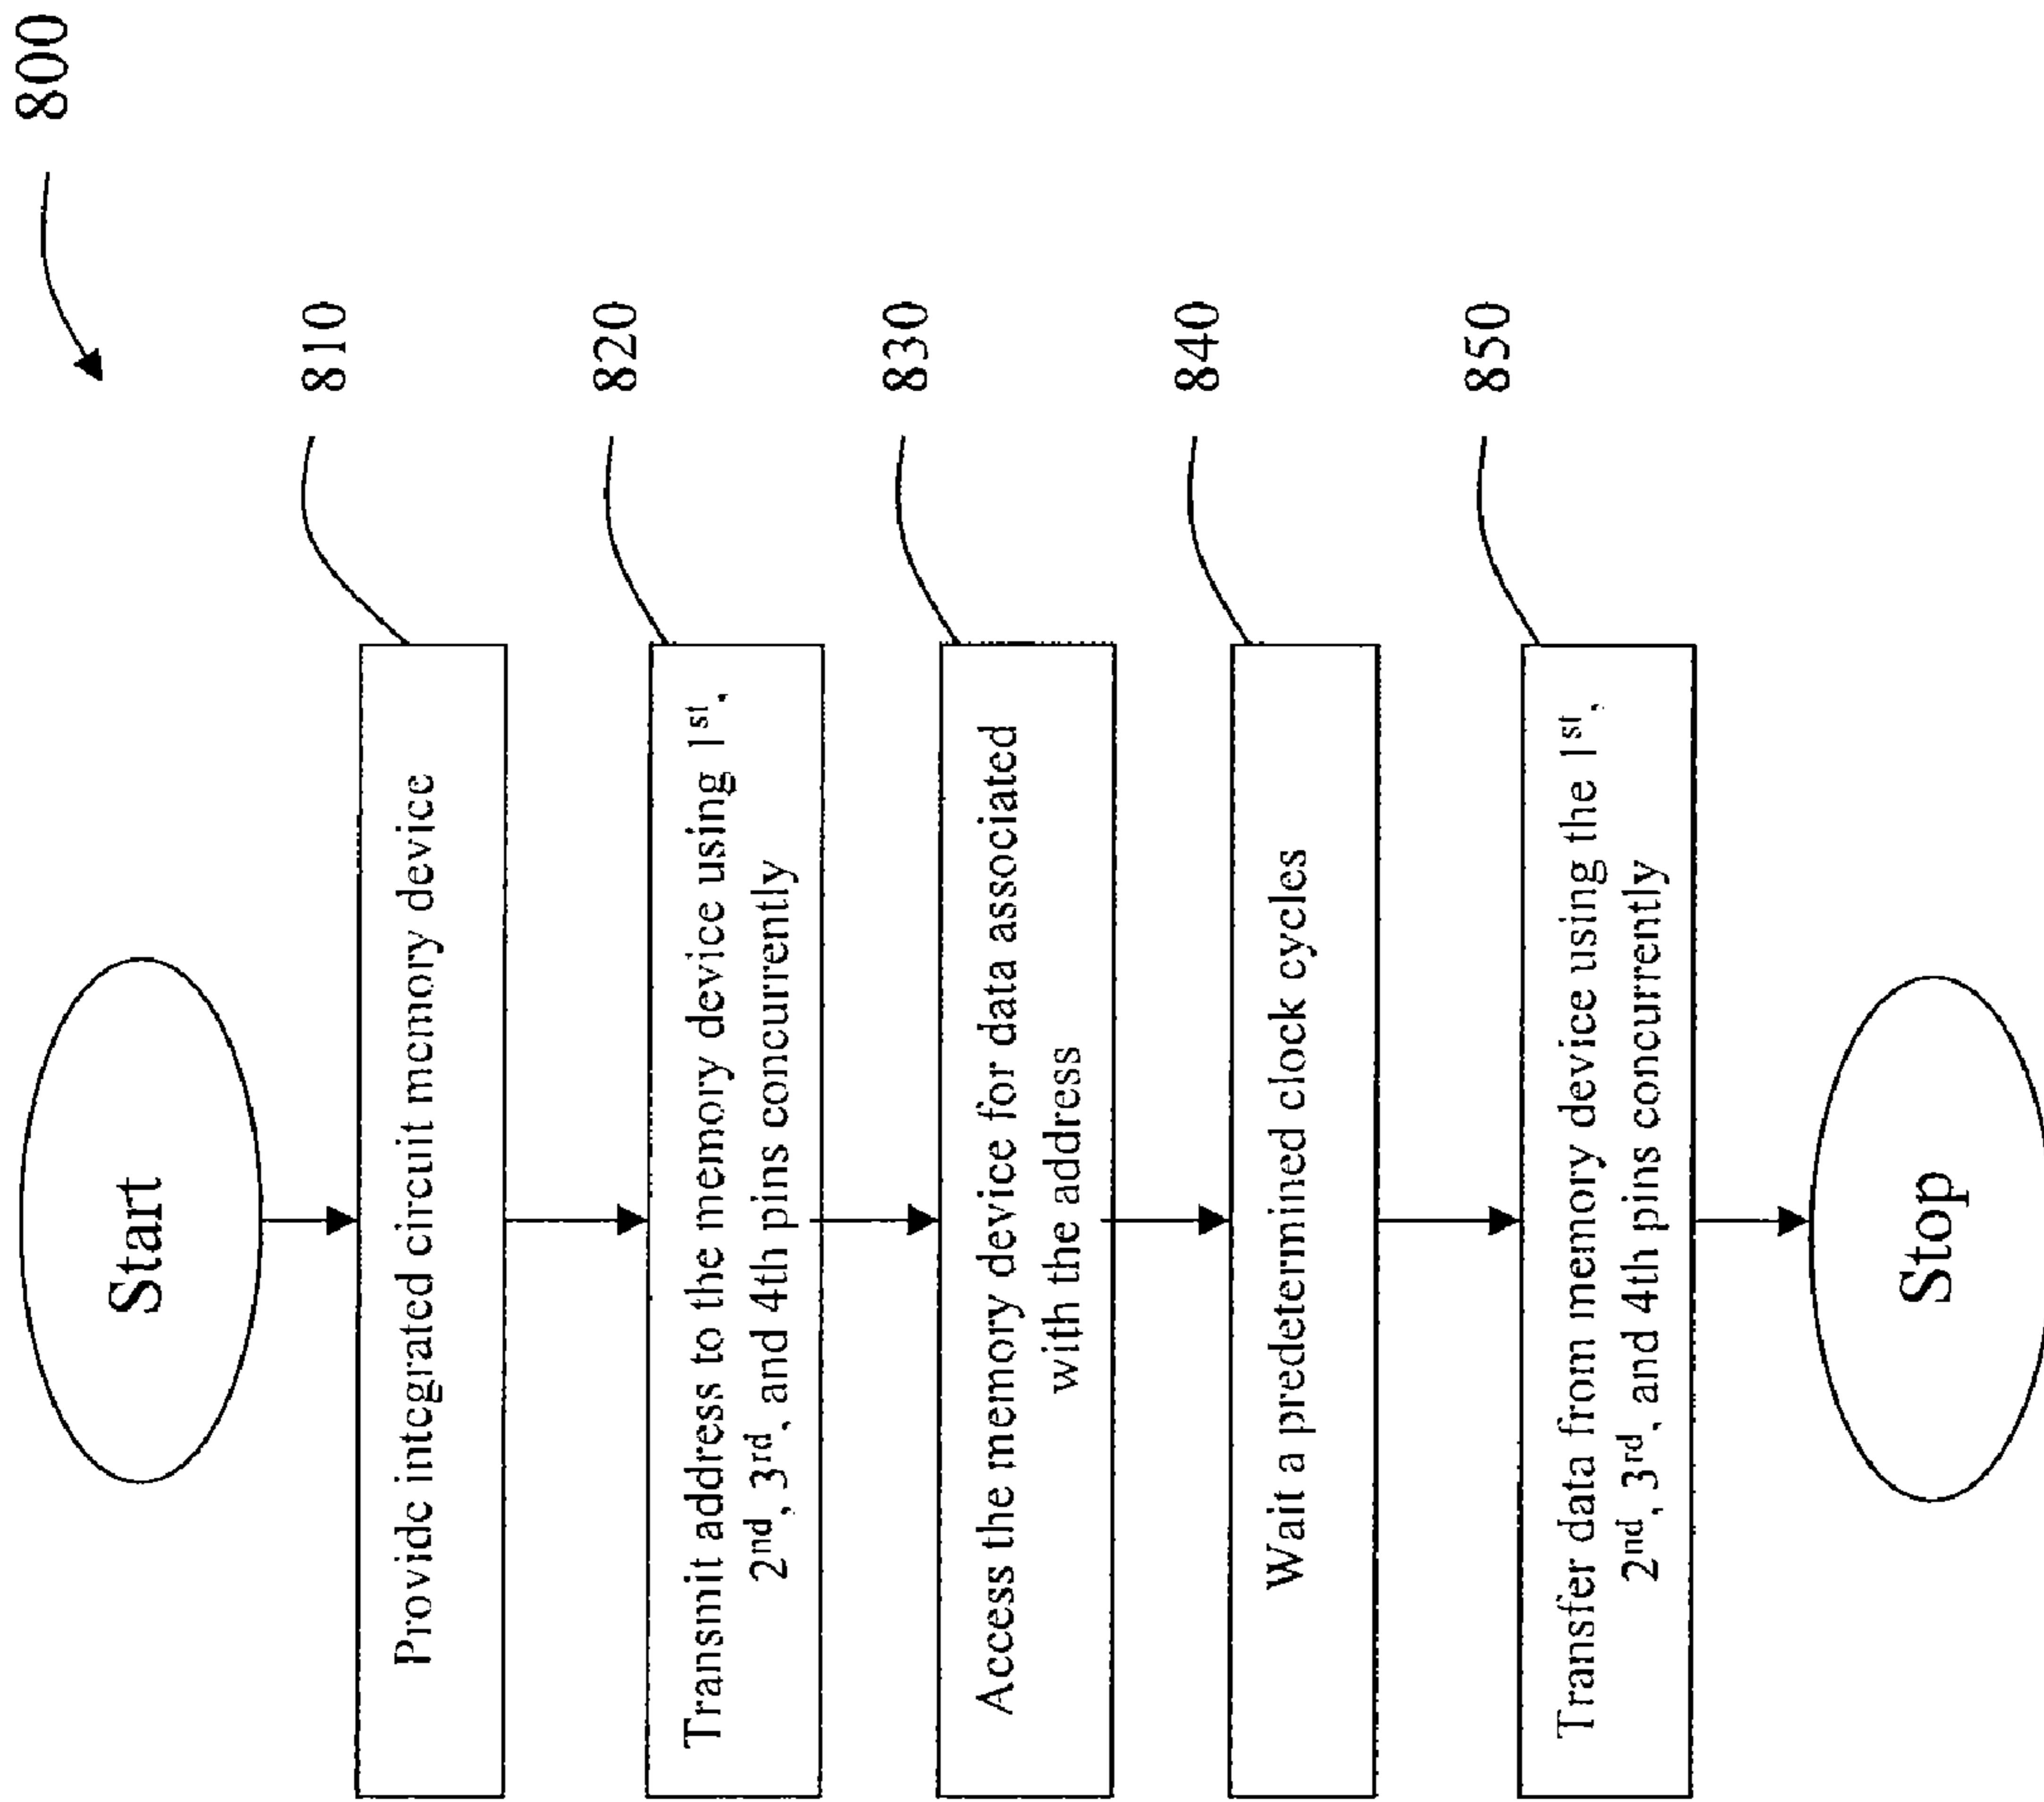 800
Start
Provide integrated circuit memory device
810
Transmit address to the memory device using 1st,
2nd, 3rd, and 4th pins concurrently
820
Access the memory device for data associated
with the address
830
Wait a predetermined clock cycles
840
Transfer data from memory device using the 1st,
2nd, 3rd, and 4th pins concurrently
850
Stop